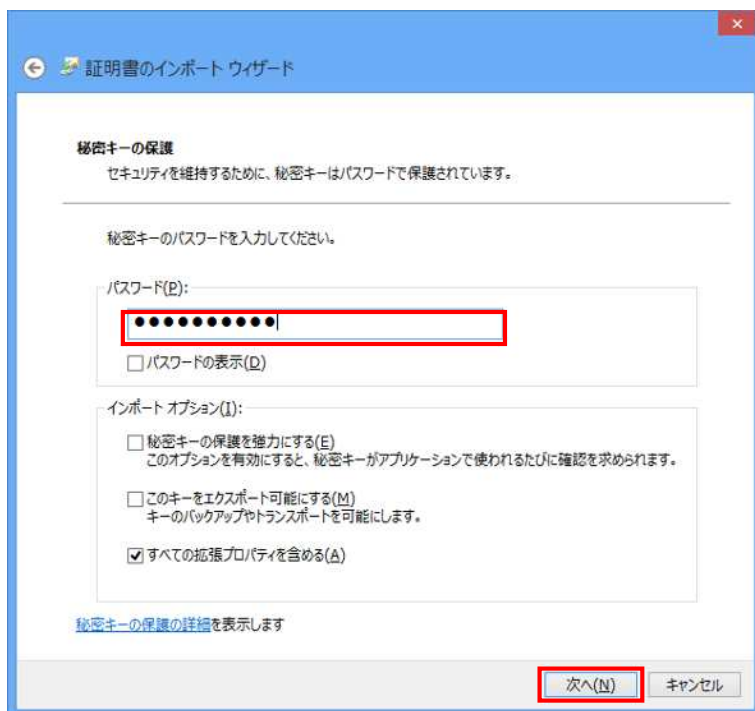 証明書のインポート ウィザード
秘密キーの保護
セキュリティを維持するために、秘密キーはパスワードで保護されています。
秘密キーのパスワードを入力してください。
パスワード(P):
●●●●●●●●●●
パスワードの表示(D)
インポート オプション(I):
秘密キーの保護を強力にする(E)
このオプションを有効にすると、秘密キーがアプリケーションで使われるたびに確認を求められます。
このキーをエクスポート可能にする(M)
キーのバックアップやトランスポートを可能にします。
すべての拡張プロパティを含める(A)
秘密キーの保護の詳細を表示します
次へ(N)
キャンセル